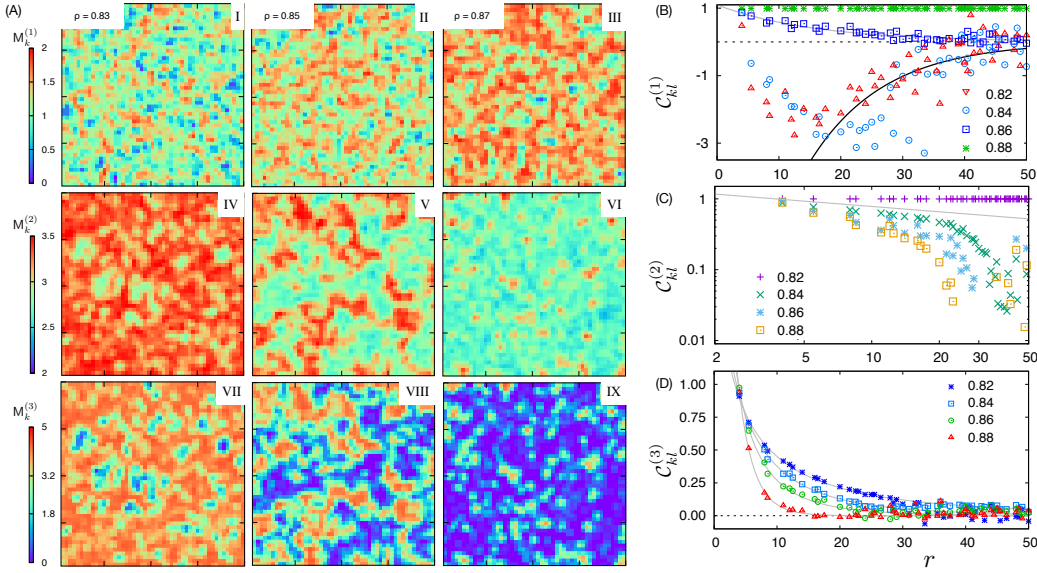 (A)
ρ = 0.83
I
ρ = 0.85
II
ρ = 0.87
III
M_k^(1)
2
1.5
1
0.5
0
IV
V
VI
M_k^(2)
3.5
3
2.5
2
VII
VIII
IX
M_k^(3)
5
3.2
1.8
0
(B)
C_kl^(1)
1
-1
-3
0.82
0.84
0.86
0.88
0 10 20 30 40 50
(C)
C_kl^(2)
1
0.1
0.01
0.82
0.84
0.86
0.88
2 5 10 20 30 50
(D)
C_kl^(3)
1.00
0.75
0.50
0.25
0.00
0.82
0.84
0.86
0.88
0 10 20 30 40 50
r